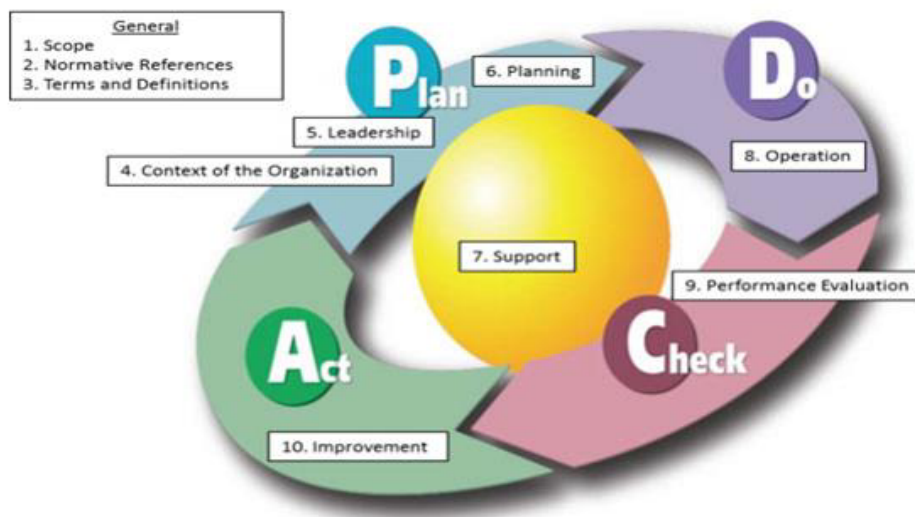 General
1. Scope
2. Normative References
3. Terms and Definitions
Plan
6. Planning
Do
5. Leadership
4. Context of the Organization
8. Operation
7. Support
9. Performance Evaluation
Check
Act
10. Improvement